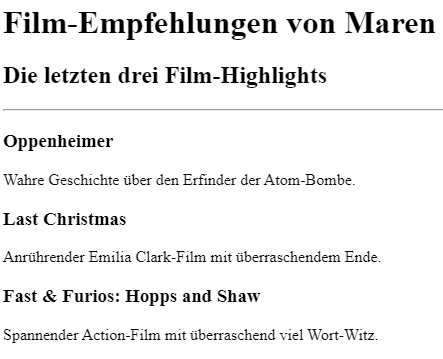 Film-Empfehlungen von Maren
Die letzten drei Film-Highlights
Oppenheimer
Wahre Geschichte über den Erfinder der Atom-Bombe.
Last Christmas
Anrührender Emilia Clark-Film mit überraschendem Ende.
Fast & Furios: Hopps and Shaw
Spannender Action-Film mit überraschend viel Wort-Witz.